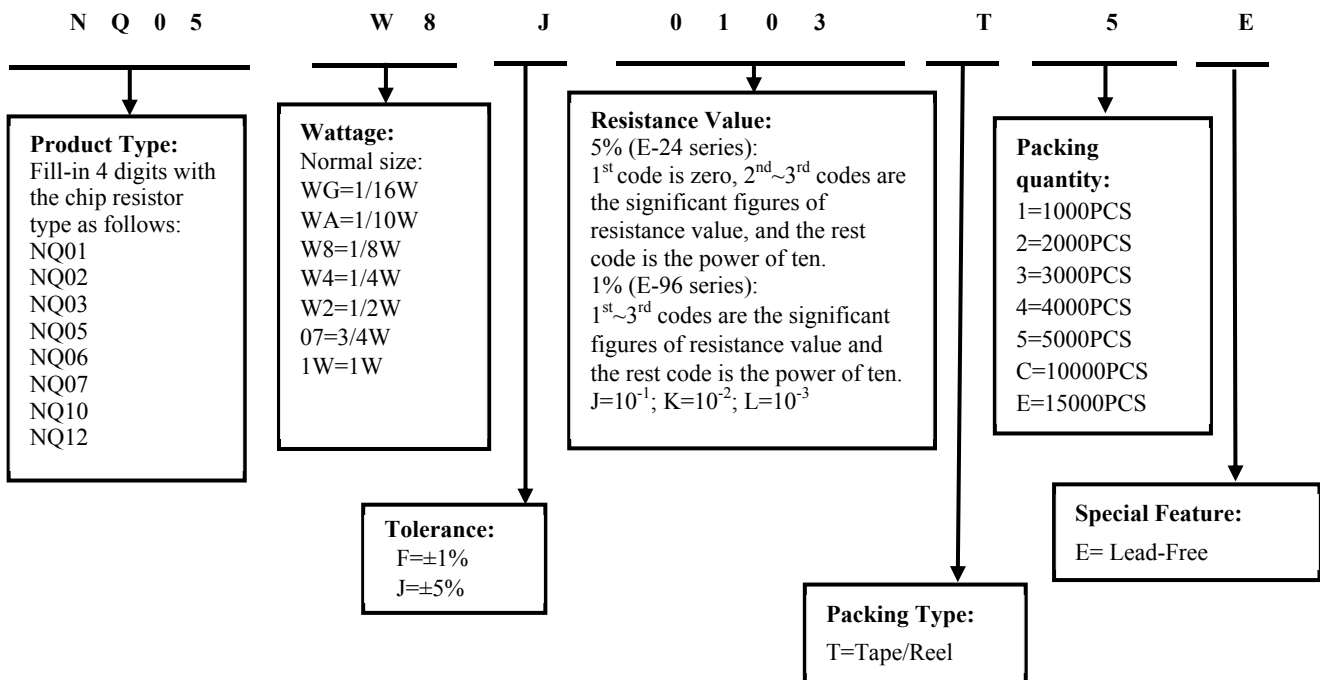 N Q 0 5 W 8 J 0 1 0 3 T 5 E
Product Type:
Fill-in 4 digits with
the chip resistor
type as follows:
NQ01
NQ02
NQ03
NQ05
NQ06
NQ07
NQ10
NQ12
Wattage:
Normal size:
WG=1/16W
WA=1/10W
W8=1/8W
W4=1/4W
W2=1/2W
07=3/4W
1W=1W
Resistance Value:
5% (E-24 series):
1st code is zero, 2nd~3rd codes are
the significant figures of
resistance value, and the rest
code is the power of ten.
1% (E-96 series):
1st~3rd codes are the significant
figures of resistance value and
the rest code is the power of ten.
J=10-1; K=10-2; L=10-3
Packing
quantity:
1=1000PCS
2=2000PCS
3=3000PCS
4=4000PCS
5=5000PCS
C=10000PCS
E=15000PCS
Tolerance:
F=±1%
J=±5%
Special Feature:
E= Lead-Free
Packing Type:
T=Tape/Reel